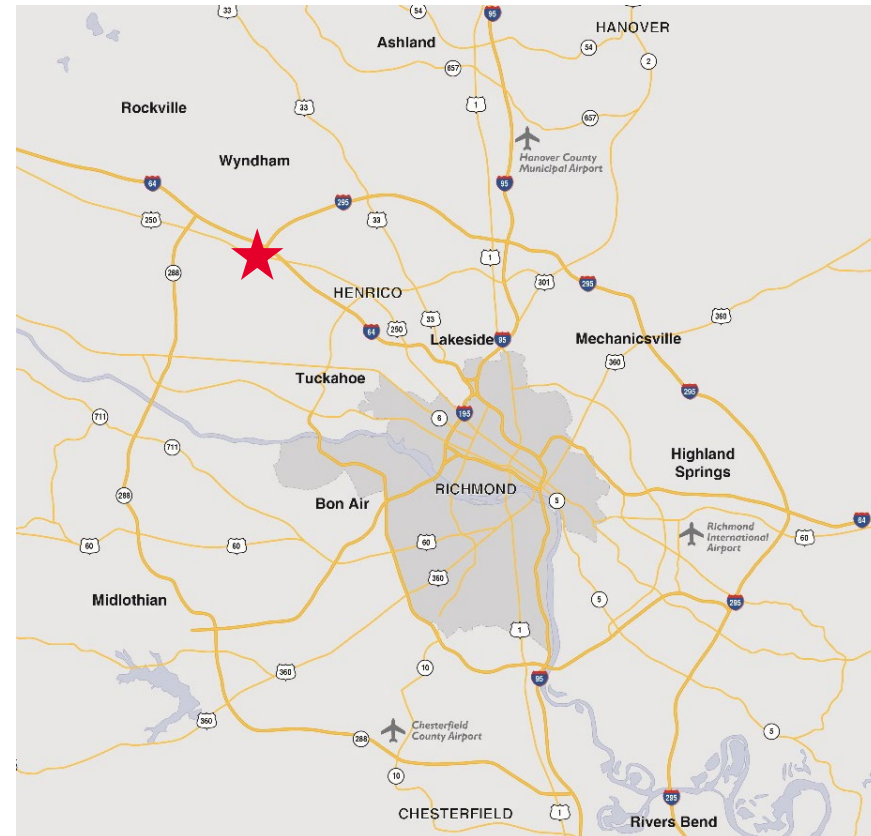 33
54
95
HANOVER
Ashland
54
2
657
Rockville
33
1
657
Wyndham
Hanover County
Municipal Airport
64
95
295
250
33
1
288
301
295
HENRICO
33
250
64
Lakeside
95
Mechanicsville
360
360
Tuckahoe
295
195
6
711
711
Highland
Springs
RICHMOND
288
Bon Air
5
64
Richmond
International
Airport
60
60
60
60
360
Midlothian
5
295
1
10
360
95
360
Chesterfield
County Airport
288
5
10
295
CHESTERFIELD
1
Rivers Bend